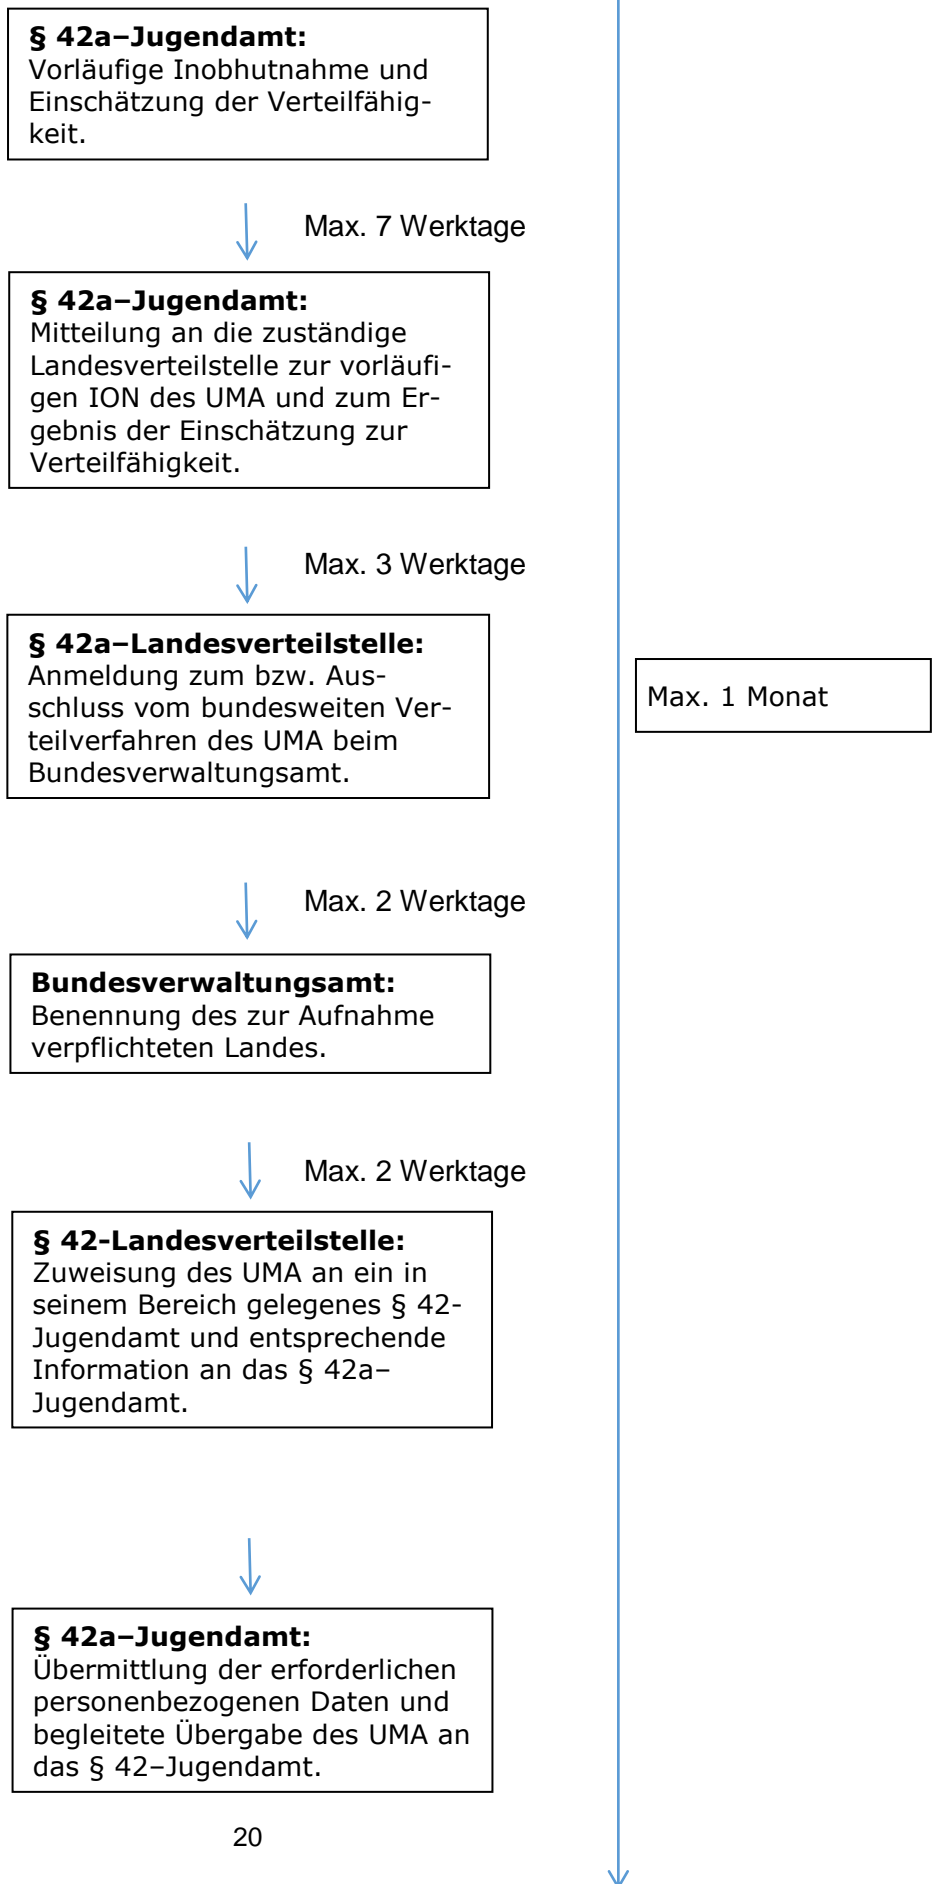 § 42a–Jugendamt:
Vorläufige Inobhutnahme und
Einschätzung der Verteilfähig-
keit.
Max. 7 Werktage
§ 42a–Jugendamt:
Mitteilung an die zuständige
Landesverteilstelle zur vorläufi-
gen ION des UMA und zum Er-
gebnis der Einschätzung zur
Verteilfähigkeit.
Max. 3 Werktage
§ 42a–Landesverteilstelle:
Anmeldung zum bzw. Aus-
schluss vom bundesweiten Ver-
teilverfahren des UMA beim
Bundesverwaltungsamt.
Max. 1 Monat
Max. 2 Werktage
Bundesverwaltungsamt:
Benennung des zur Aufnahme
verpflichteten Landes.
Max. 2 Werktage
§ 42-Landesverteilstelle:
Zuweisung des UMA an ein in
seinem Bereich gelegenes § 42-
Jugendamt und entsprechende
Information an das § 42a–
Jugendamt.
§ 42a–Jugendamt:
Übermittlung der erforderlichen
personenbezogenen Daten und
begleitete Übergabe des UMA an
das § 42–Jugendamt.
20